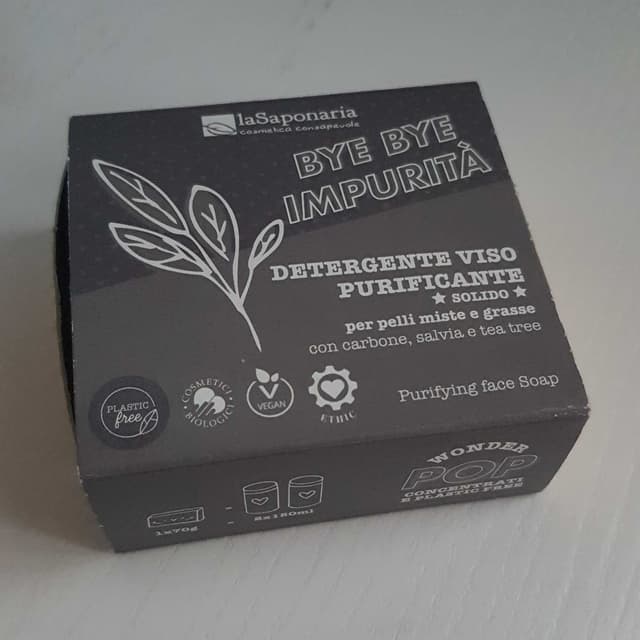 laSaponaria
cosmetica consapevole
BYE BYE
IMPURITÀ
DETERGENTE VISO
PURIFICANTE
★ SOLIDO ★
per pelli miste e grasse
con carbone, salvia e tea tree
Purifying face Soap
PLASTIC
free
COSMETICI
BIOLOGICI
VEGAN
ETHIC
WONDER
POP
CONCENTRATI
E PLASTIC FREE
1x70g
=
2x150ml